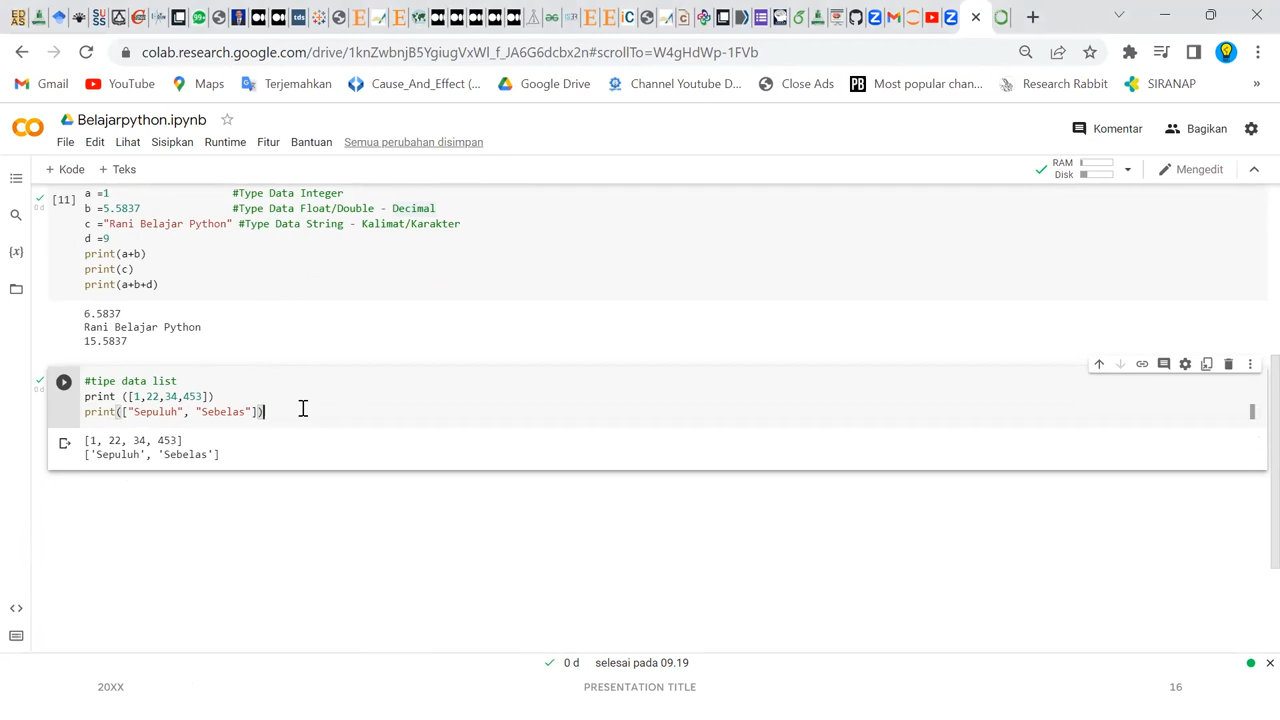 colab.research.google.com/drive/1knZwbnjB5YgiugVxWl_f_JA6G6dcbx2n#scrollTo=W4gHdWp-1FVb
Gmail YouTube Maps Terjemahkan Cause_And_Effect (... Google Drive Channel Youtube D... Close Ads Most popular chan... Research Rabbit SIRANAP »
Belajarpython.ipynb
Komentar Bagikan
File Edit Lihat Sisipkan Runtime Fitur Bantuan Semua perubahan disimpan
+ Kode + Teks RAM Disk Mengedit
[11] a =1 #Type Data Integer
b =5.5837 #Type Data Float/Double - Decimal
c ="Rani Belajar Python" #Type Data String - Kalimat/Karakter
d =9
print(a+b)
print(c)
print(a+b+d)
6.5837
Rani Belajar Python
15.5837
#tipe data list
print ([1,22,34,453])
print(["Sepuluh", "Sebelas"])
[1, 22, 34, 453]
['Sepuluh', 'Sebelas']
0 d selesai pada 09.19
20XX PRESENTATION TITLE 16